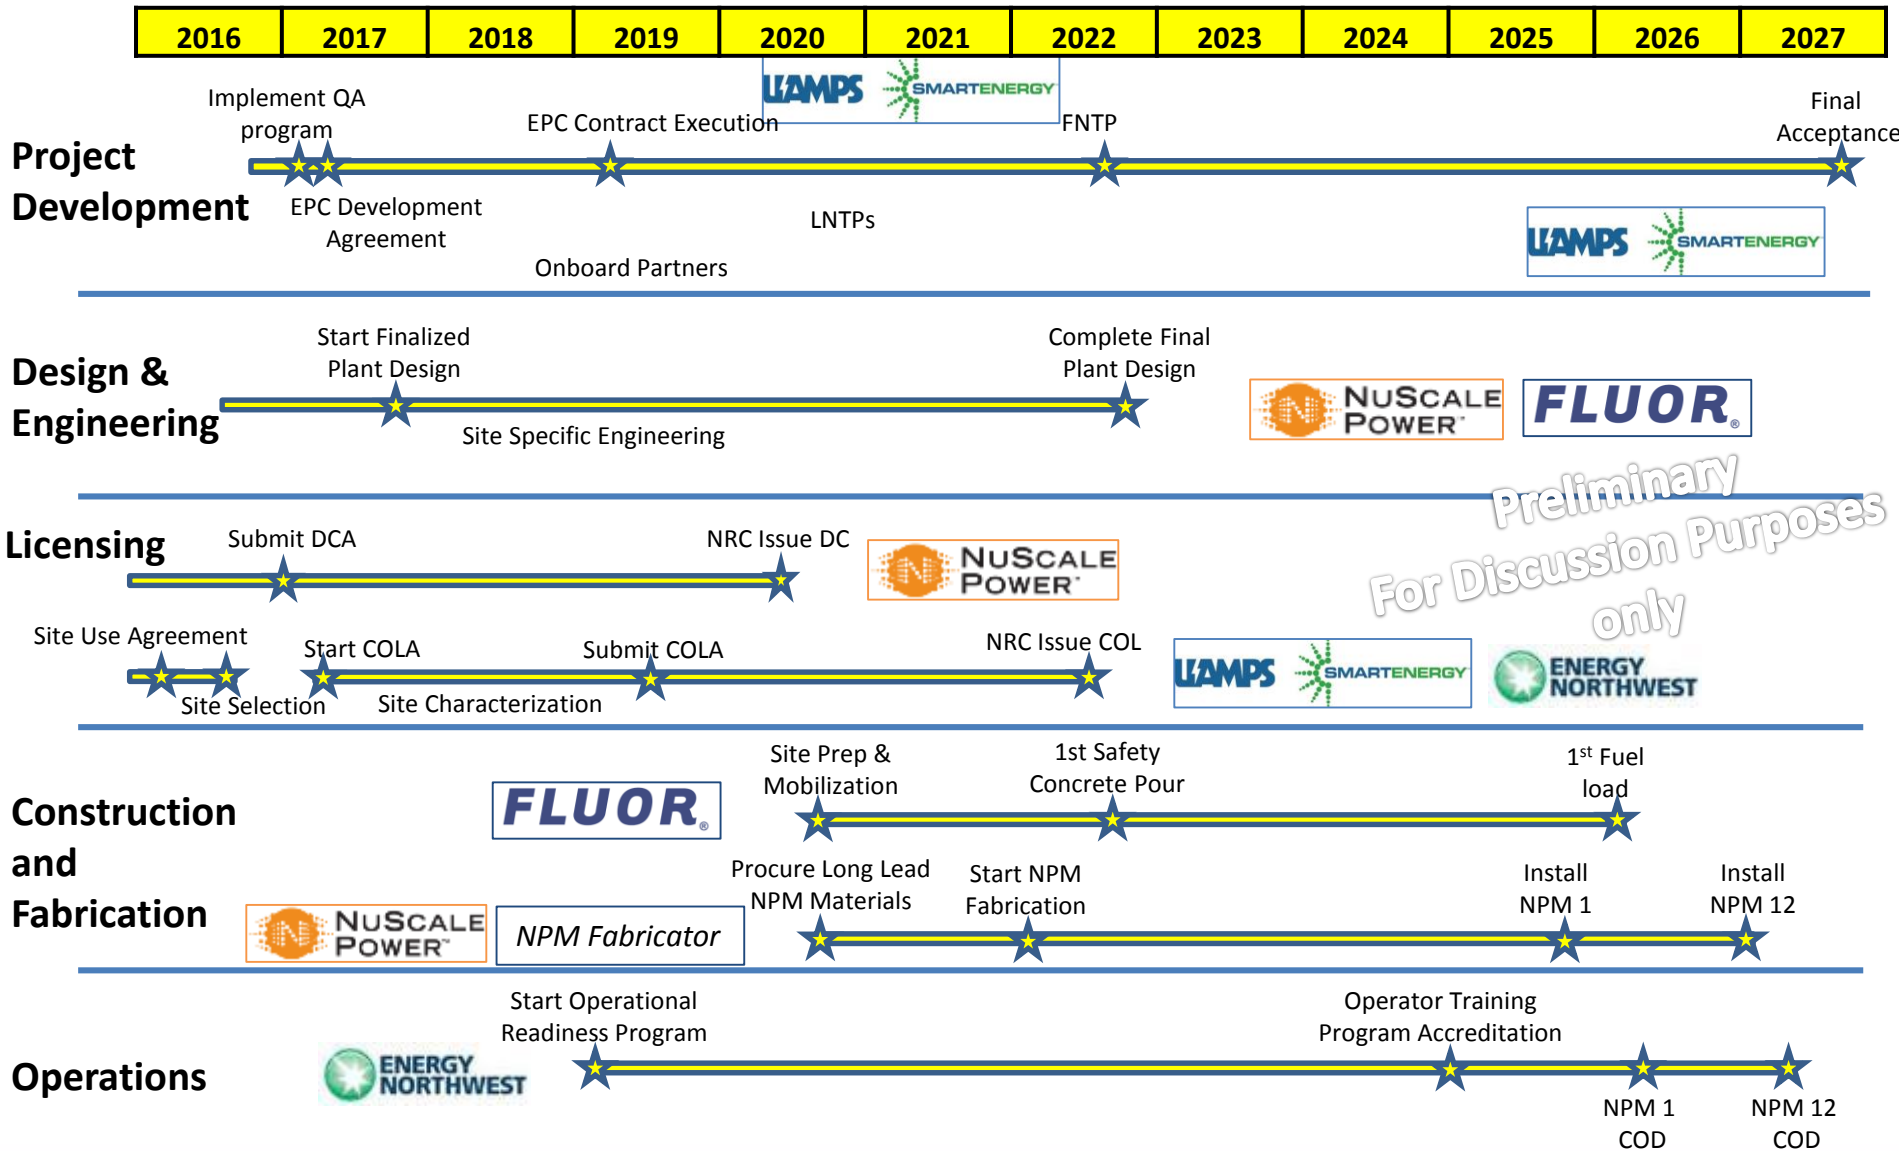 2016 2017 2018 2019 2020 2021 2022 2023 2024 2025 2026 2027
UAMPS SMARTENERGY
Implement QA
program
EPC Contract Execution
FNTP
Final
Acceptance
Project
Development
EPC Development
Agreement
LNTPs
Onboard Partners
UAMPS SMARTENERGY
Design &
Engineering
Start Finalized
Plant Design
Complete Final
Plant Design
Site Specific Engineering
NUSCALE
POWER™
FLUOR®
Preliminary
For Discussion Purposes
only
Licensing
Submit DCA
NRC Issue DC
NUSCALE
POWER™
Site Use Agreement
Start COLA
Submit COLA
NRC Issue COL
Site Selection
Site Characterization
UAMPS SMARTENERGY
ENERGY
NORTHWEST
Construction
and
Fabrication
FLUOR®
Site Prep &
Mobilization
1st Safety
Concrete Pour
1st Fuel
load
NUSCALE
POWER™
NPM Fabricator
Procure Long Lead
NPM Materials
Start NPM
Fabrication
Install
NPM 1
Install
NPM 12
Operations
ENERGY
NORTHWEST
Start Operational
Readiness Program
Operator Training
Program Accreditation
NPM 1
COD
NPM 12
COD